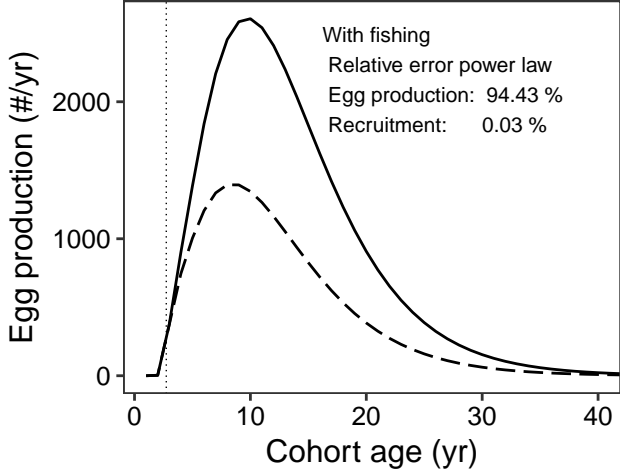 With fishing
Relative error power law
Egg production: 94.43 %
Recruitment: 0.03 %
Egg production (#/yr)
2000
1000
0
0 10 20 30 40
Cohort age (yr)